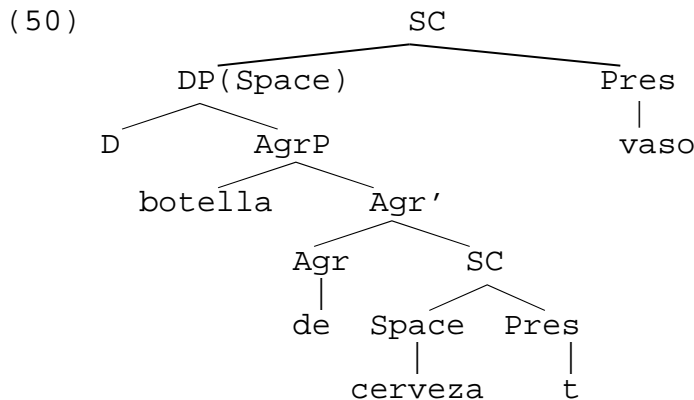 (50) SC
DP(Space) Pres
D AgrP vaso
botella Agr'
Agr SC
de Space Pres
cerveza t